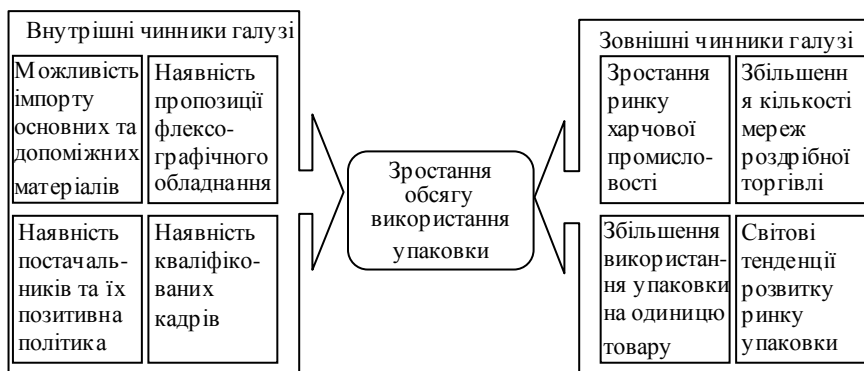 Внутрішні чинники галузі
Можливість
імпорту
основних та
допоміжних
матеріалів
Наявність
пропозиції
флексо-
графічного
обладнання
Наявність
постачаль-
ників та їх
позитивна
політика
Наявність
кваліфіко-
ваних
кадрів
Зростання
обсягу
використання
упаковки
Зовнішні чинники галузі
Зростання
ринку
харчової
промисло-
вості
Збільшенн
я кількості
мереж
роздрібної
торгівлі
Збільшення
використан-
ня упаковки
на одиницю
товару
Світові
тенденції
розвитку
ринку
упаковки